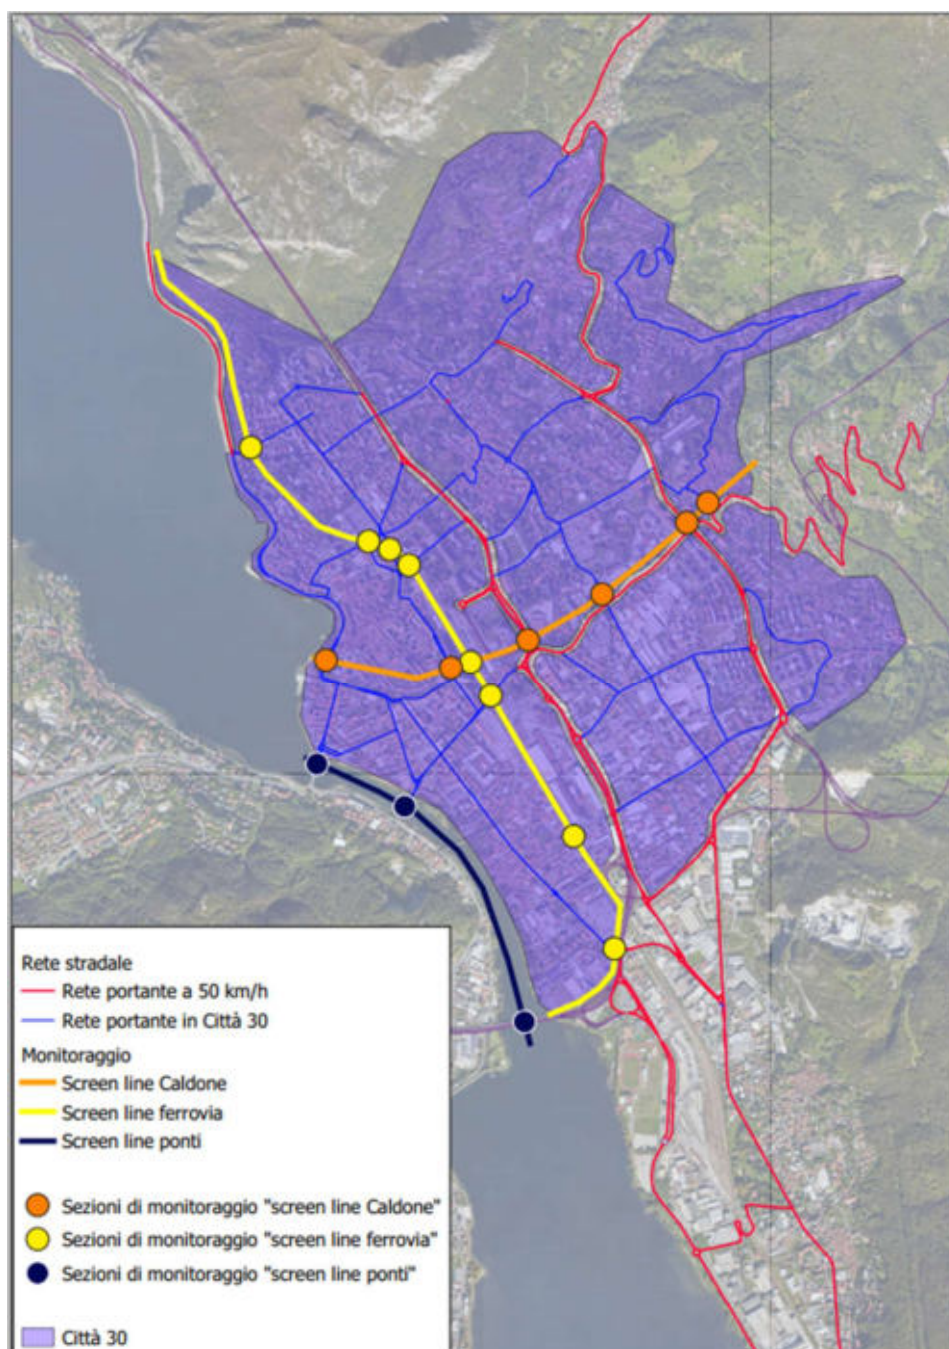 Rete stradale
Rete portante a 50 km/h
Rete portante in Città 30
Monitoraggio
Screen line Caldone
Screen line ferrovia
Screen line ponti
Sezioni di monitoraggio "screen line Caldone"
Sezioni di monitoraggio "screen line ferrovia"
Sezioni di monitoraggio "screen line ponti"
Città 30